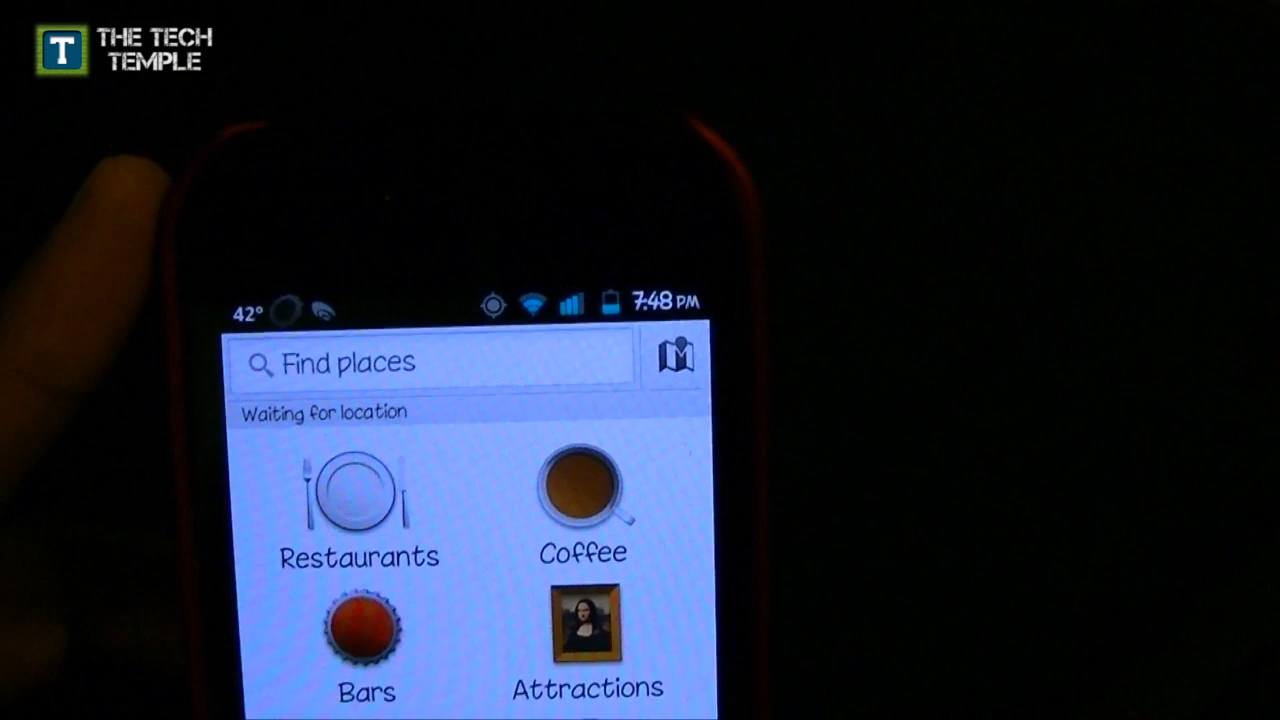 T
THE TECH
TEMPLE
42° 7:48 PM
Find places
Waiting for location
Restaurants
Coffee
Bars
Attractions